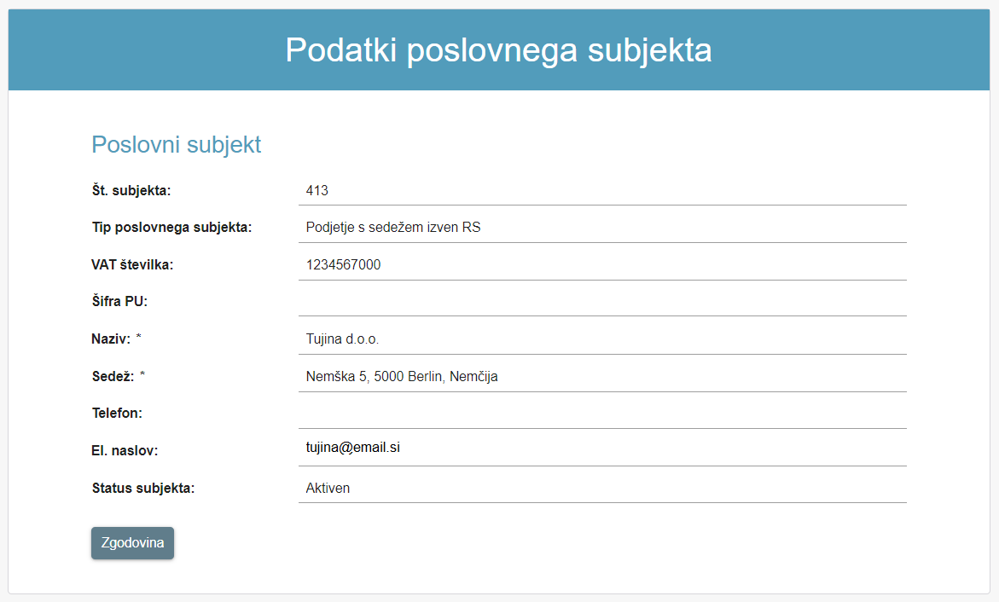 Podatki poslovnega subjekta
Poslovni subjekt
Št. subjekta: 413
Tip poslovnega subjekta: Podjetje s sedežem izven RS
VAT številka: 1234567000
Šifra PU:
Naziv: * Tujina d.o.o.
Sedež: * Nemška 5, 5000 Berlin, Nemčija
Telefon:
El. naslov: tujina@email.si
Status subjekta: Aktiven
Zgodovina